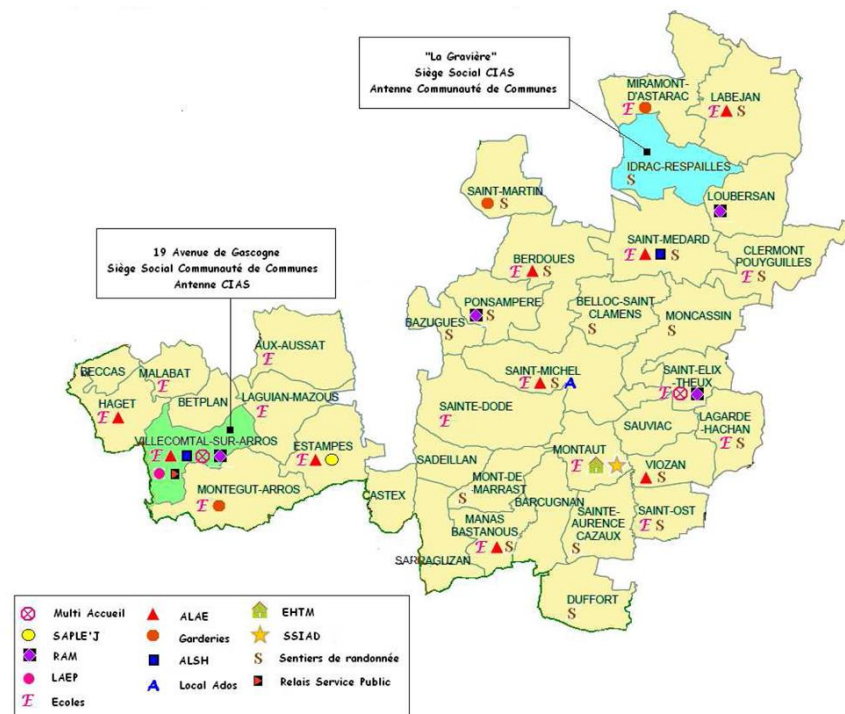 "La Gravière"
Siège Social CIAS
Antenne Communauté de Communes
MIRAMONT-
D'ASTARAC
E
LABEJAN
E S
IDRAC-RESPAILLES
S
SAINT-MARTIN
S
LOUBERSAN
19 Avenue de Gascogne
Siège Social Communauté de Communes
Antenne CIAS
BERDOUES
E S
SAINT-MEDARD
E S
CLERMONT
POUYGUILLES
E S
PONSAMPERE
S
BAZUGUES
S
BELLOC-SAINT
CLAMENS
S
MONCASSIN
S
AUX-AUSSAT
E
BECCAS
MALABAT
E
BETPLAN
LAGUIAN-MAZOUS
E
HAGET
E
SAINT-MICHEL
E S A
SAINT-ELIX
-THEUX
E
SAINTE-DODE
E
LAGARDE
-HACHAN
E S
VILLECOMTAL-SUR-ARROS
E
ESTAMPES
E
SAUVIAC
SADEILLAN
MONTAUT
E
VIOZAN
S
MONTEGUT-ARROS
E
CASTEX
MONT-DE-
MARRAST
S
BARCUGNAN
MANAS
BASTANOUS
E S
SAINTE-
AURENCE
CAZAUX
S
SAINT-OST
E S
SARRAGUZAN
DUFFORT
S
Multi Accueil
SAPLE'J
RAM
LAEP
E Ecoles
ALAE
Garderies
ALSH
A Local Ados
EHTM
SSIAD
S Sentiers de randonnée
Relais Service Public